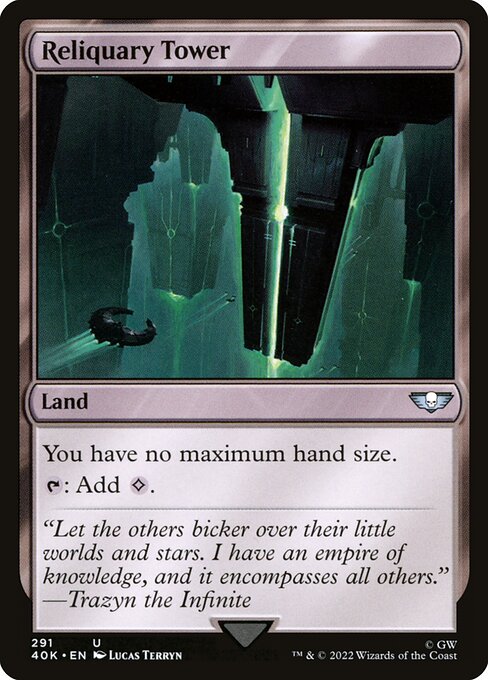 Reliquary Tower
Land
You have no maximum hand size.
: Add .
“Let the others bicker over their little
worlds and stars. I have an empire of
knowledge, and it encompasses all others.”
—Trazyn the Infinite
291 U
40K • EN Lucas Terryn
© GW
™ & © 2022 Wizards of the Coast